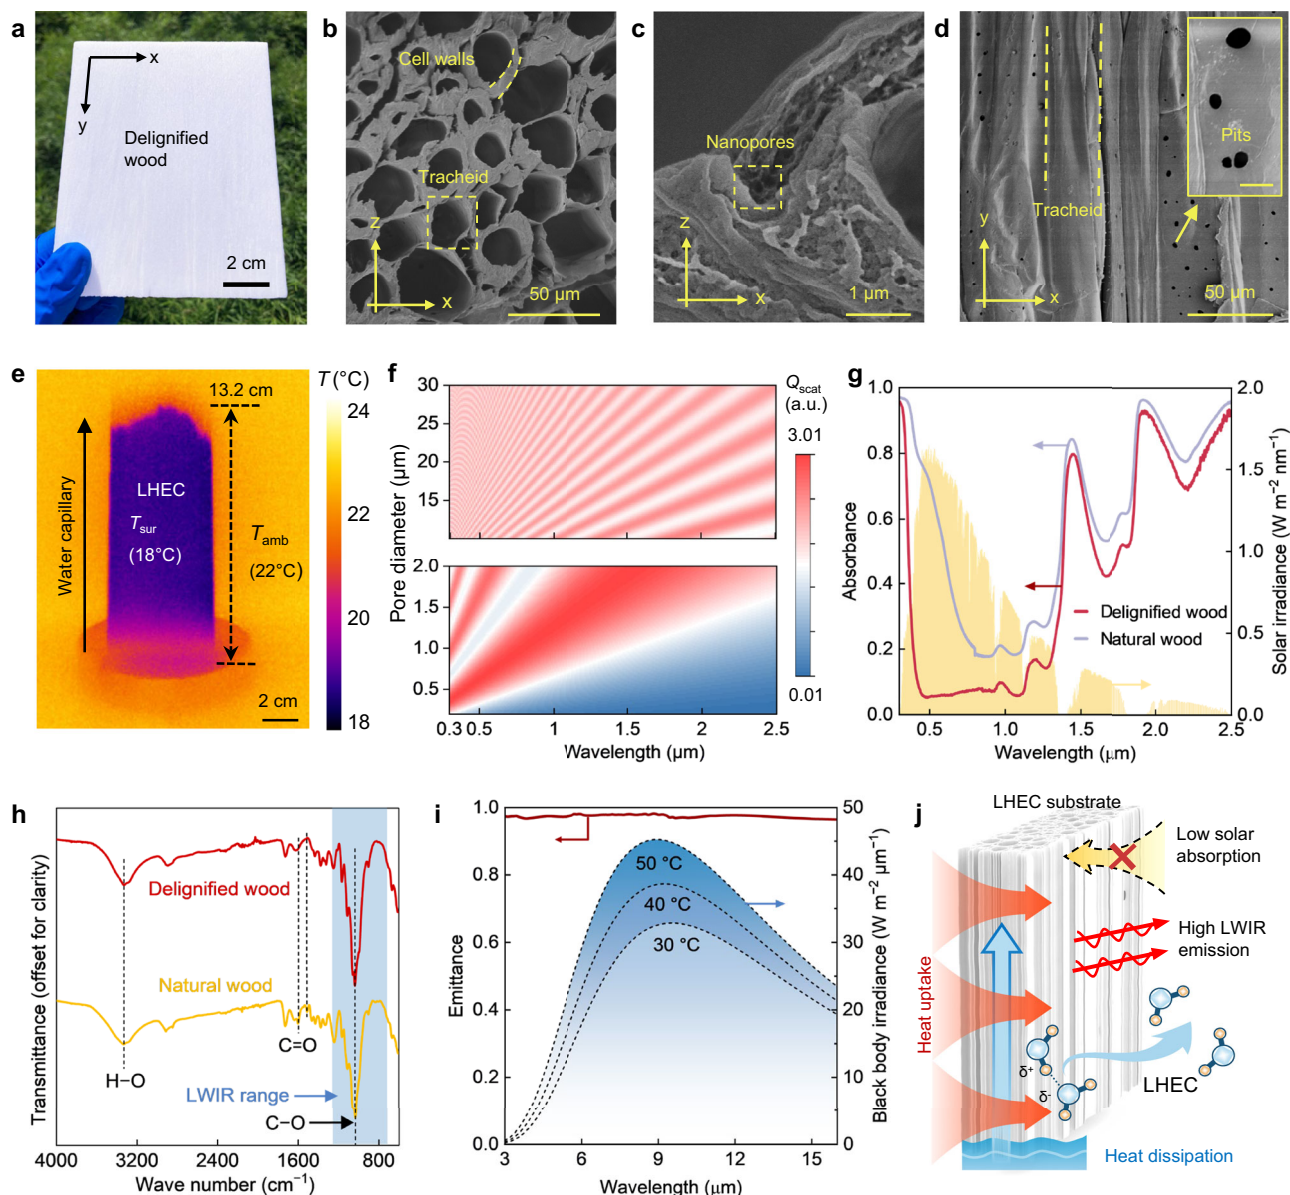 a
x
y
Delignified
wood
2 cm
b
Cell walls
Tracheid
z
x
50 μm
c
Nanopores
z
x
1 μm
d
Pits
Tracheid
y
x
50 μm
e
13.2 cm
T (°C)
24
22
20
18
Water capillary
LHEC
Tsur
(18°C)
Tamb
(22°C)
2 cm
f
Qscat
(a.u.)
3.01
0.01
30
25
20
15
2.0
1.5
1.0
0.5
Pore diameter (μm)
0.3 0.5 1 1.5 2 2.5
Wavelength (μm)
g
1.0
0.8
0.6
0.4
0.2
0.0
Absorbance
2.0
1.5
1.0
0.5
0.0
Solar irradiance (W m−2 nm−1)
Delignified wood
Natural wood
0.5 1.0 1.5 2.0 2.5
Wavelength (μm)
h
Transmittance (offset for clarity)
Delignified wood
Natural wood
C=O
H−O
LWIR range
C−O
4000 3200 2400 1600 800
Wave number (cm−1)
i
1.0
0.8
0.6
0.4
0.2
0.0
Emittance
50 °C
40 °C
30 °C
50
40
30
20
10
0
Black body irradiance (W m−2 μm−1)
3 6 9 12 15
Wavelength (μm)
j
LHEC substrate
Low solar
absorption
High LWIR
emission
Heat uptake
δ+
δ-
LHEC
Heat dissipation